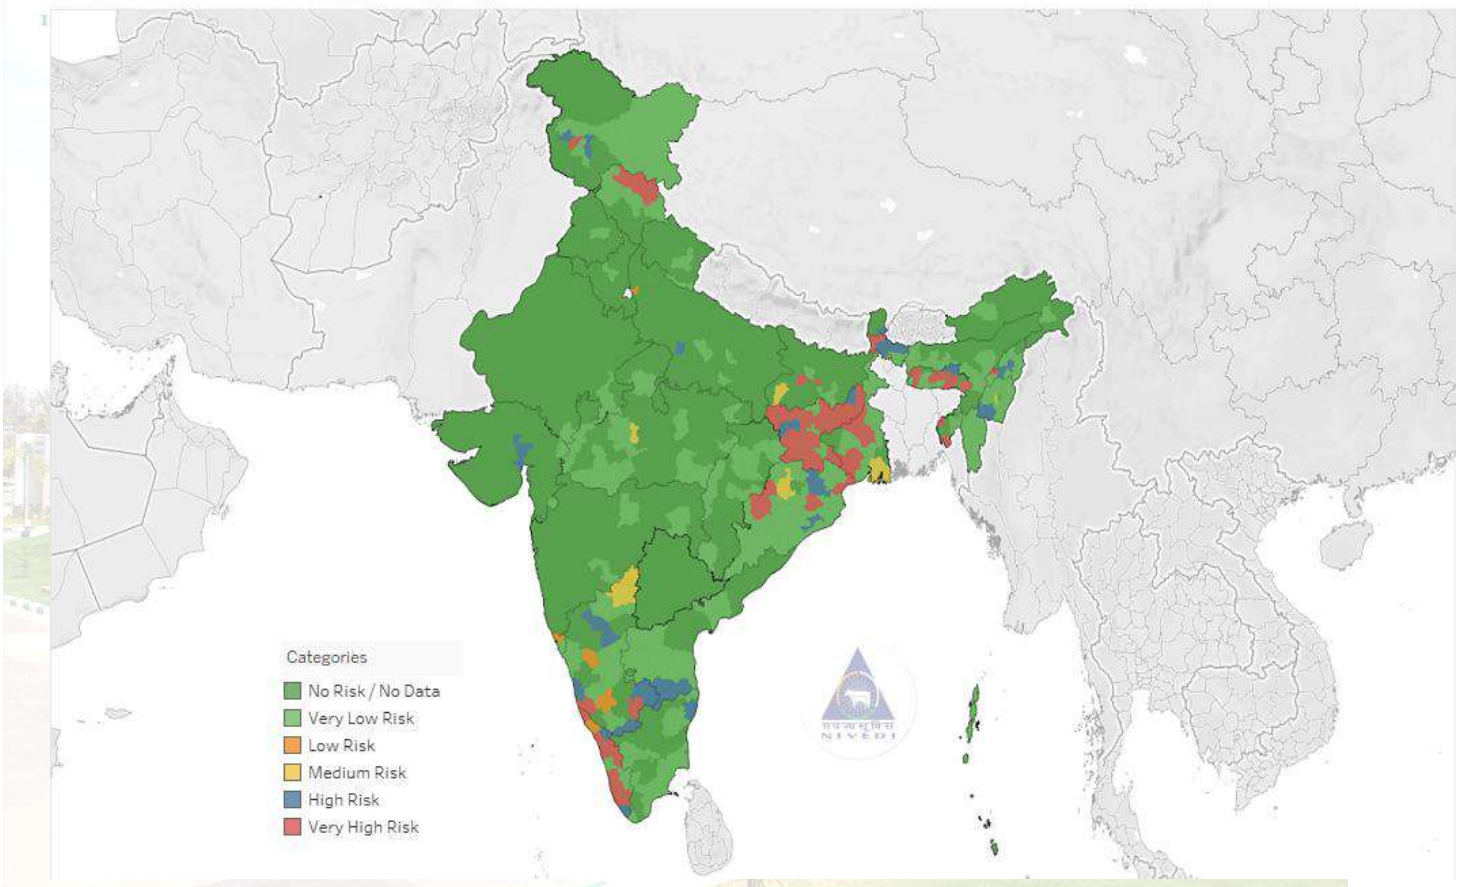 Categories
No Risk / No Data
Very Low Risk
Low Risk
Medium Risk
High Risk
Very High Risk
NIVEDI